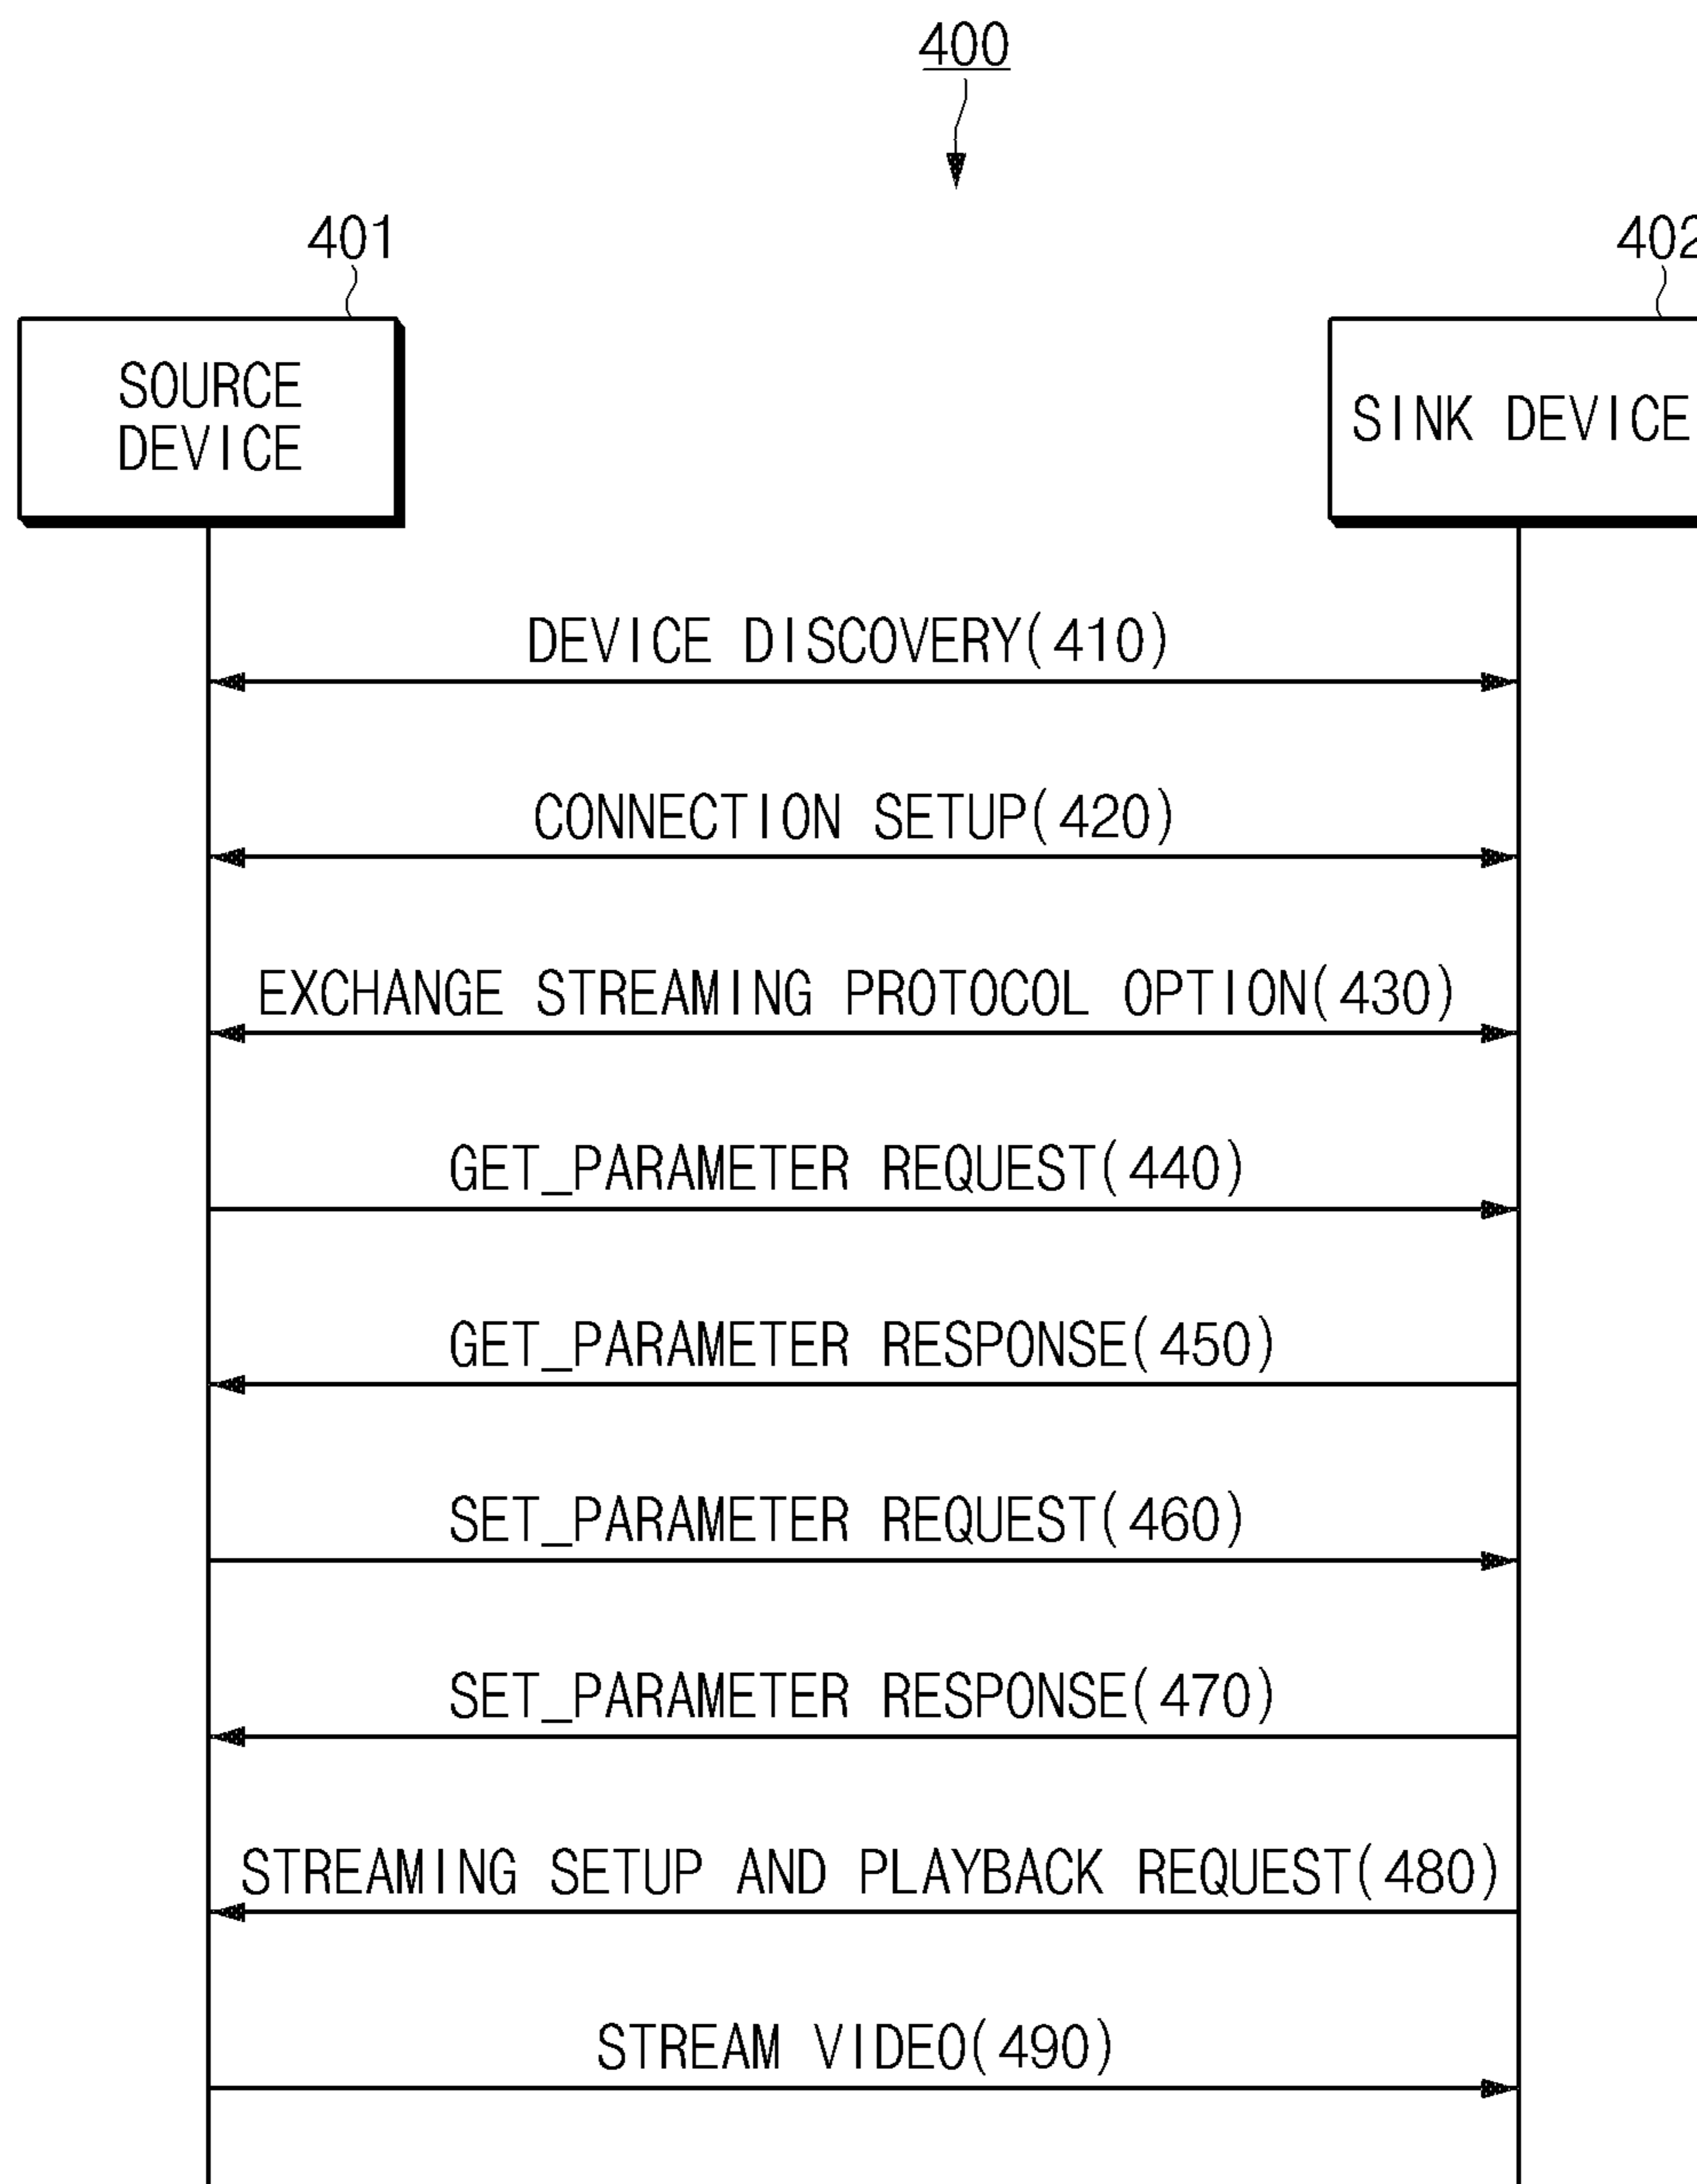 400
401
402
SOURCE
DEVICE
SINK DEVICE
DEVICE DISCOVERY(410)
CONNECTION SETUP(420)
EXCHANGE STREAMING PROTOCOL OPTION(430)
GET_PARAMETER REQUEST(440)
GET_PARAMETER RESPONSE(450)
SET_PARAMETER REQUEST(460)
SET_PARAMETER RESPONSE(470)
STREAMING SETUP AND PLAYBACK REQUEST(480)
STREAM VIDEO(490)